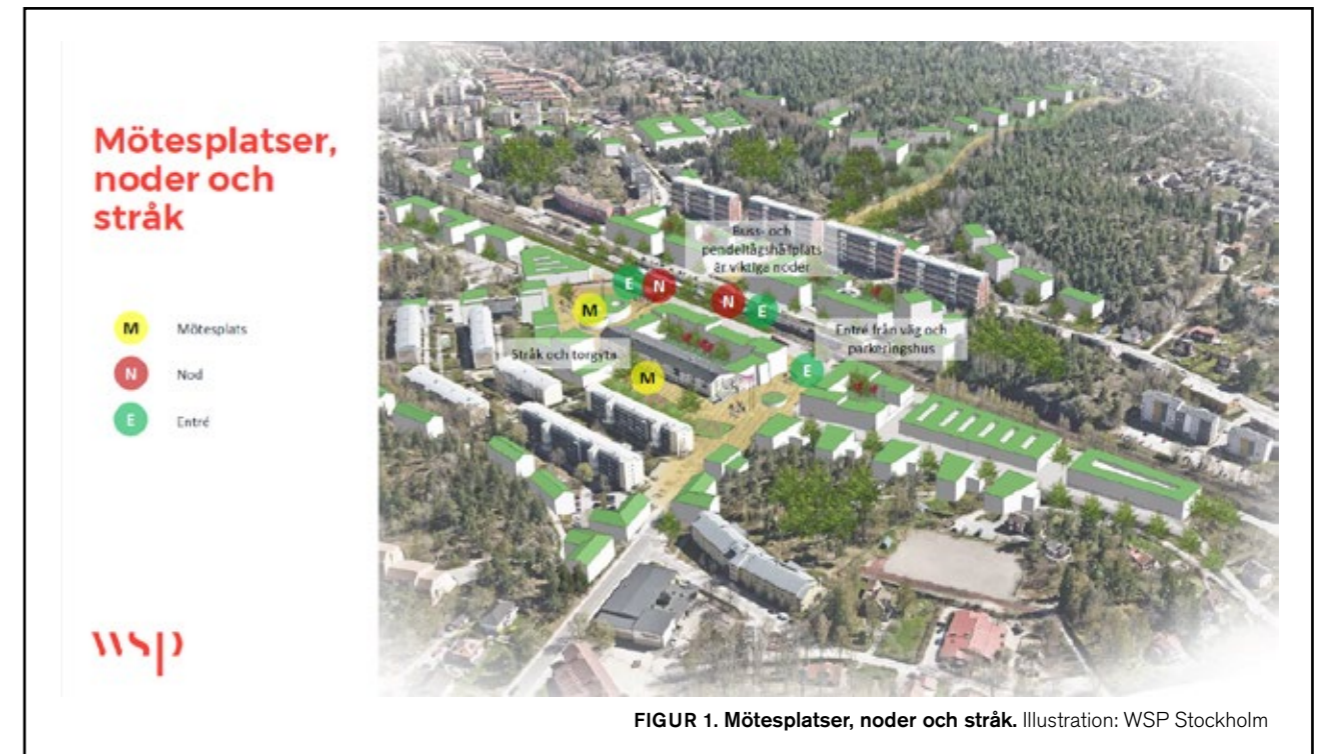 Mötesplatser,
noder och
stråk
M Mötesplats
N Nod
E Entré
wsp
Buss- och
pendeltågshållplats
är viktiga noder
E N
N E
M
Entré från väg och
parkeringshus
Stråk och torgyta
E
M
FIGUR 1. Mötesplatser, noder och stråk. Illustration: WSP Stockholm